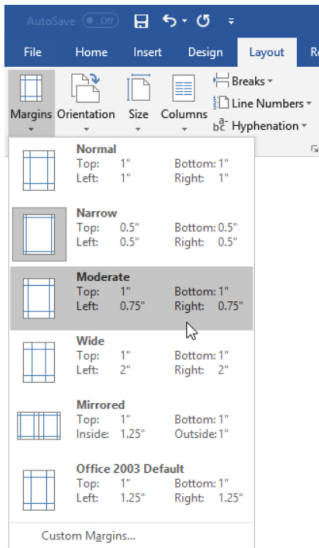 AutoSave Off
File Home Insert Design Layout R
Breaks
Line Numbers
Margins Orientation Size Columns
bc Hyphenation
Normal
Top: 1" Bottom: 1"
Left: 1" Right: 1"
Narrow
Top: 0.5" Bottom: 0.5"
Left: 0.5" Right: 0.5"
Moderate
Top: 1" Bottom: 1"
Left: 0.75" Right: 0.75"
Wide
Top: 1" Bottom: 1"
Left: 2" Right: 2"
Mirrored
Top: 1" Bottom: 1"
Inside: 1.25" Outside: 1"
Office 2003 Default
Top: 1" Bottom: 1"
Left: 1.25" Right: 1.25"
Custom Margins...